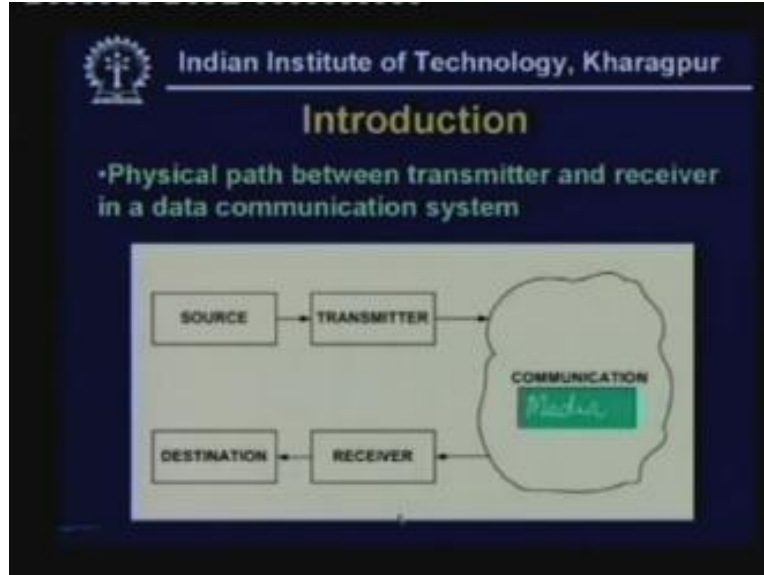 Indian Institute of Technology, Kharagpur
Introduction
•Physical path between transmitter and receiver
in a data communication system
SOURCE
TRANSMITTER
COMMUNICATION
Media
DESTINATION
RECEIVER